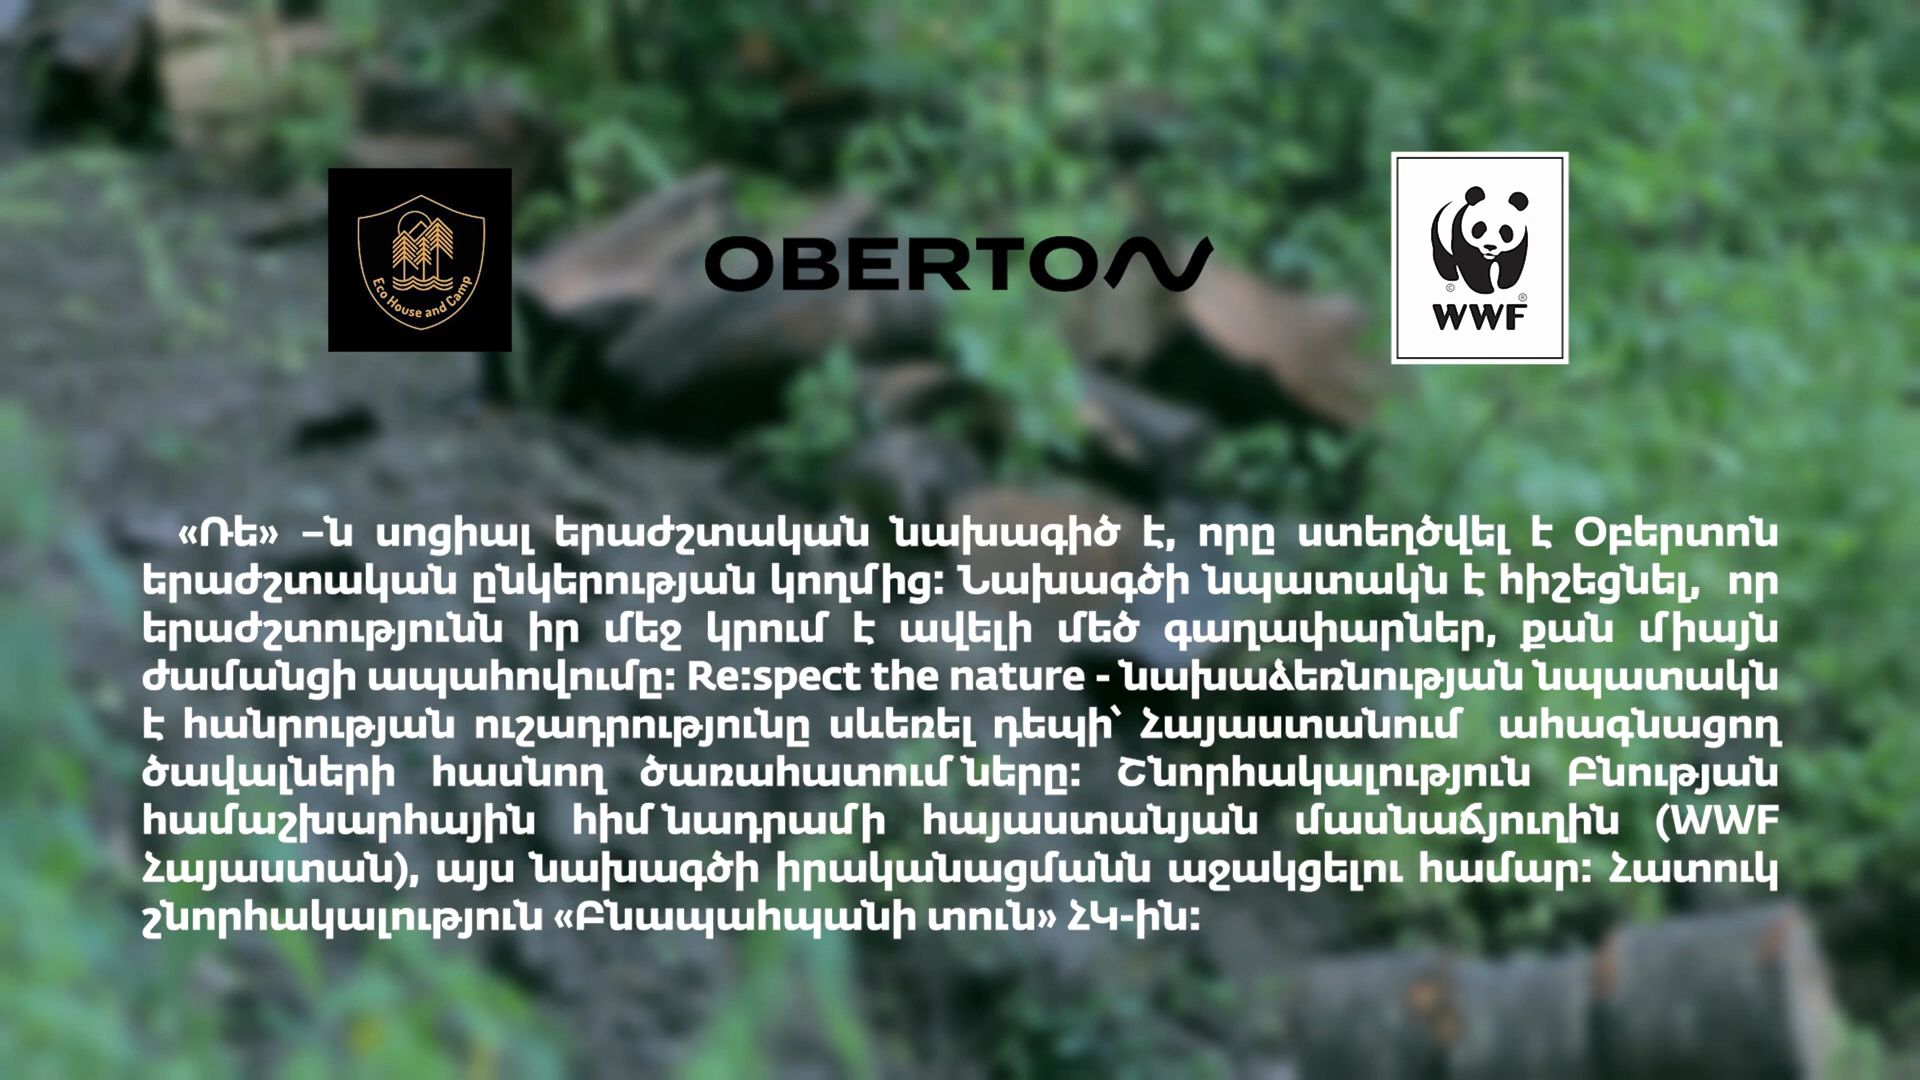 Eco House and Camp
OBERTON
©
®
WWF
«Ռե» –ն սոցիալ երաժշտական նախագիծ է, որը ստեղծվել է Օբերտոն
երաժշտական ընկերության կողմից: Նախագծի նպատակն է հիշեցնել, որ
երաժշտությունն իր մեջ կրում է ավելի մեծ գաղափարներ, քան միայն
ժամանցի ապահովումը: Re:spect the nature - նախաձեռնության նպատակն
է հանրության ուշադրությունը սևեռել դեպի՝ Հայաստանում ահագնացող
ծավալների հասնող ծառահատումները: Շնորհակալություն Բնության
համաշխարհային հիմնադրամի հայաստանյան մասնաճյուղին (WWF
Հայաստան), այս նախագծի իրականացմանն աջակցելու համար: Հատուկ
շնորհակալություն «Բնապահպանի տուն» ՀԿ-ին: